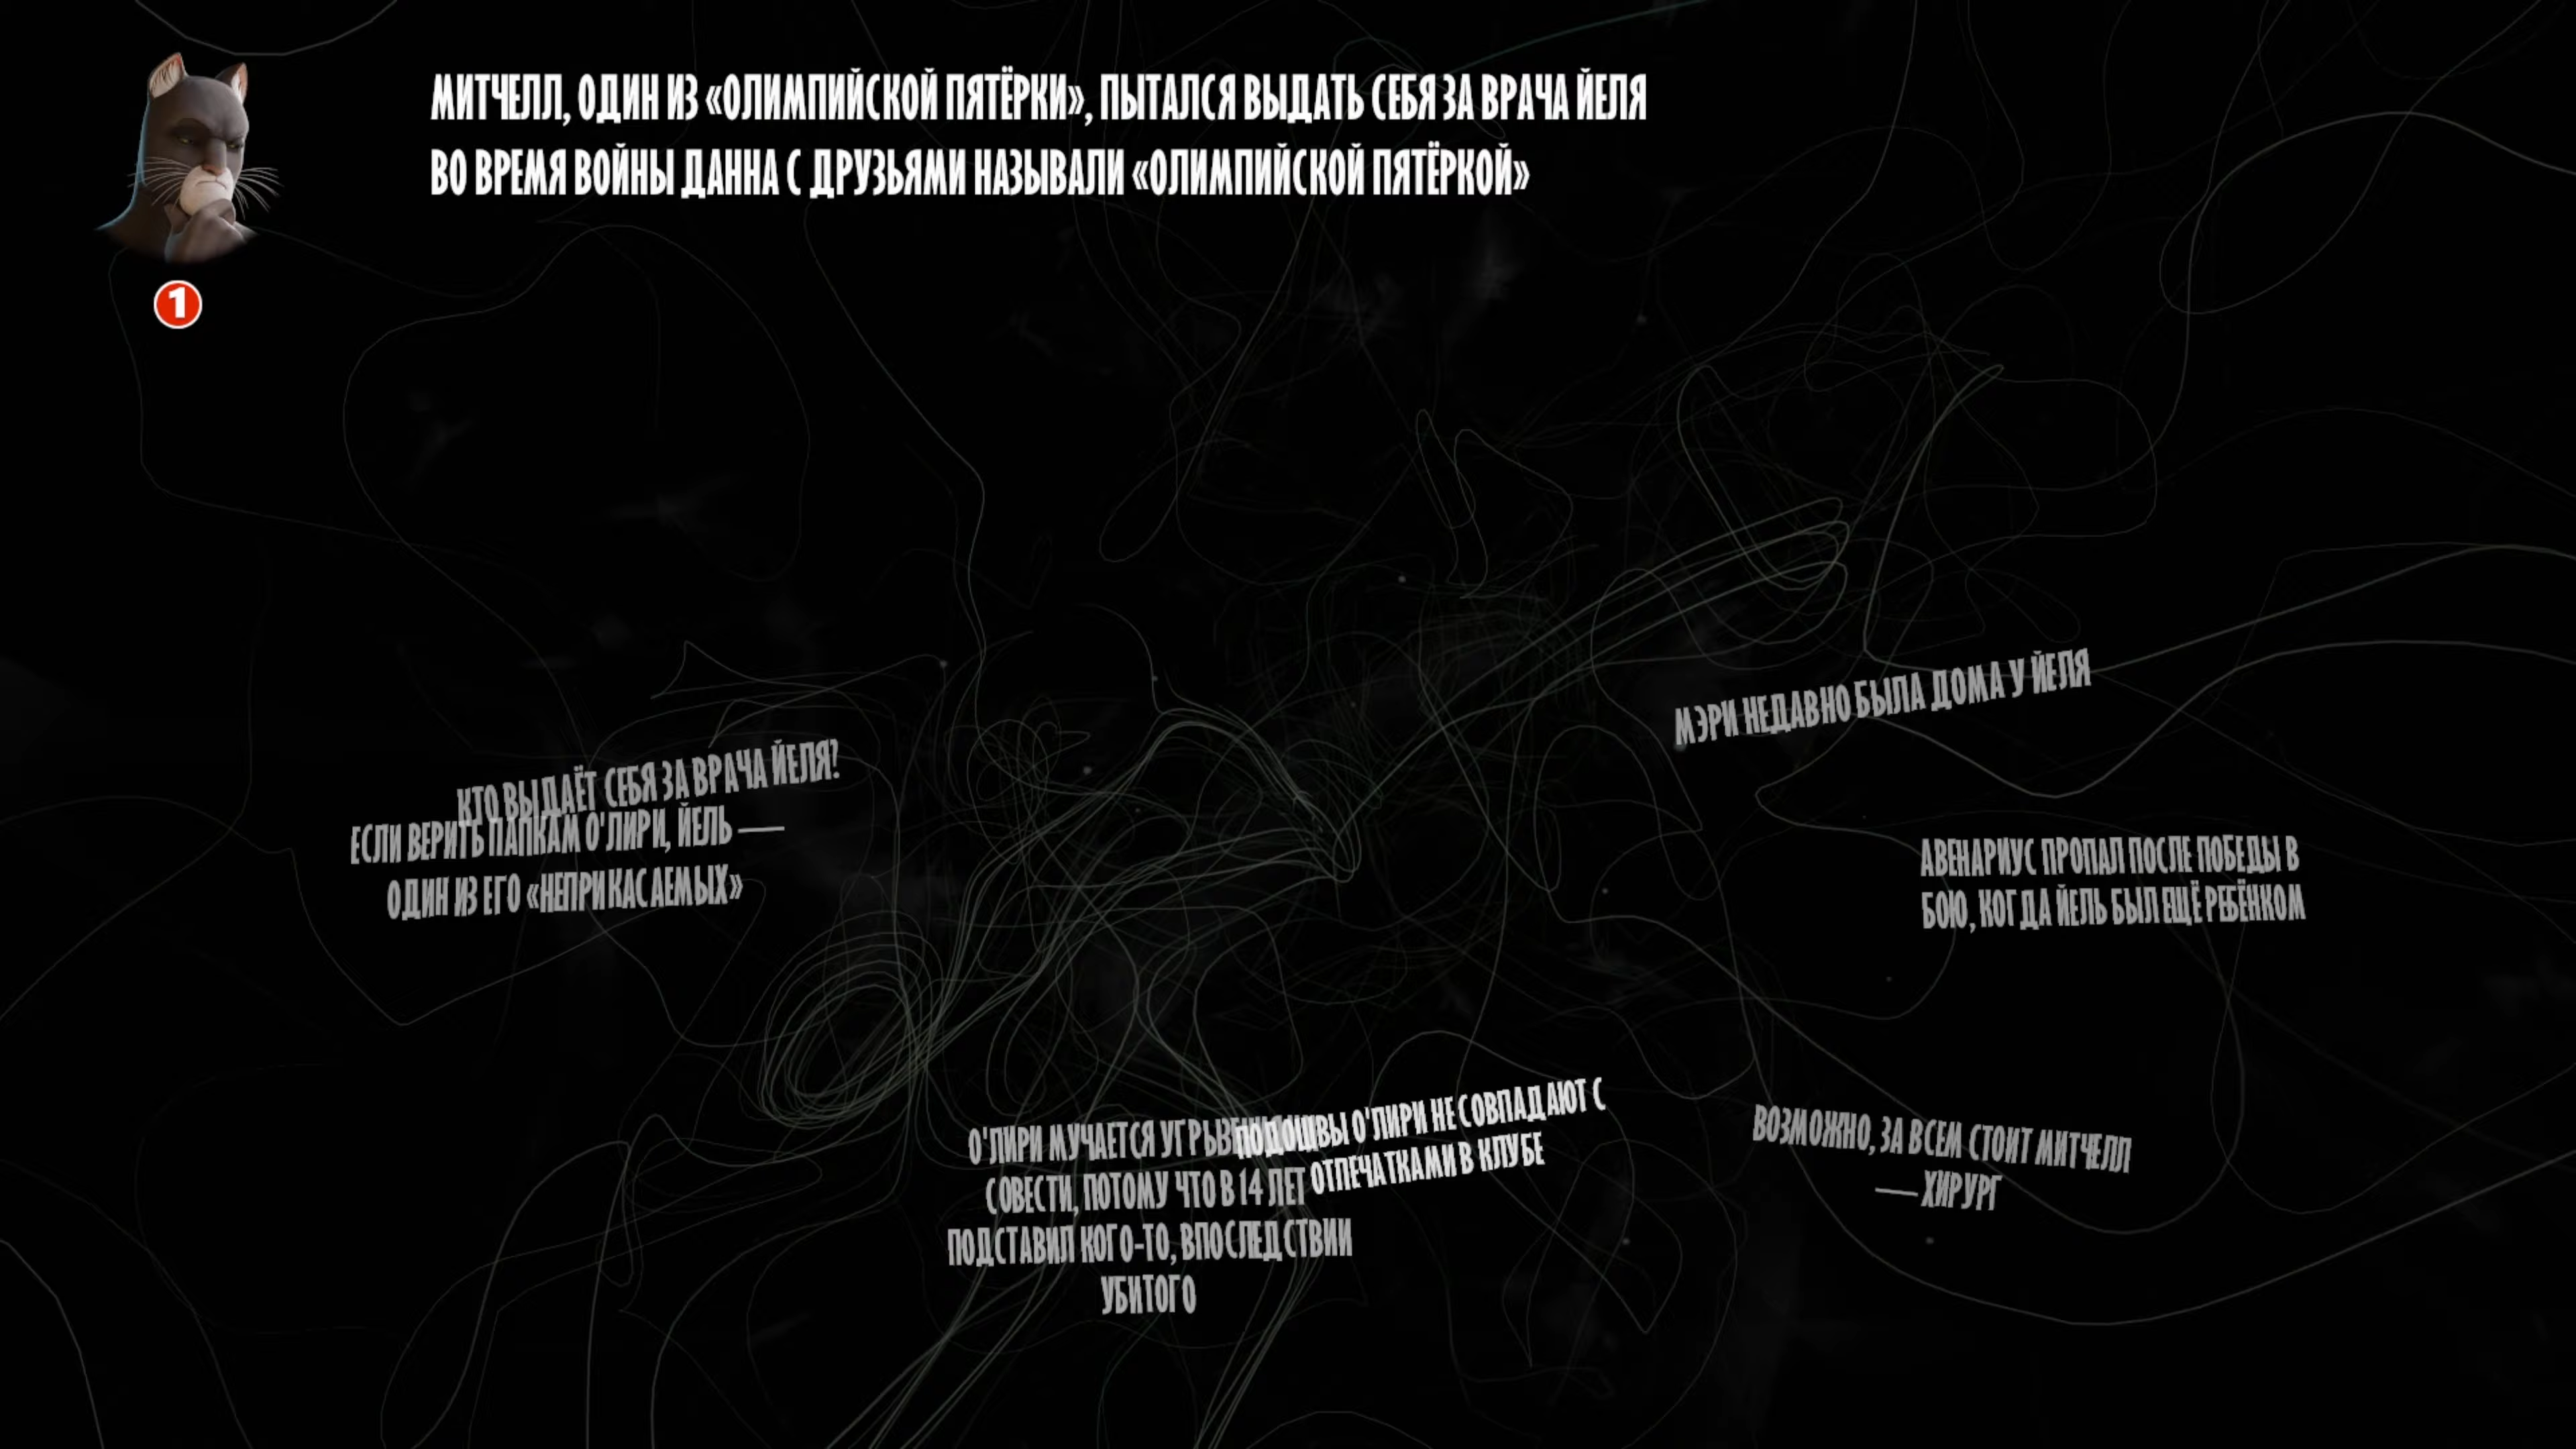 МИТЧЕЛЛ, ОДИН ИЗ «ОЛИМПИЙСКОЙ ПЯТЁРКИ», ПЫТАЛСЯ ВЫДАТЬ СЕБЯ ЗА ВРАЧА ЙЕЛЯ
ВО ВРЕМЯ ВОЙНЫ ДАННА С ДРУЗЬЯМИ НАЗЫВАЛИ «ОЛИМПИЙСКОЙ ПЯТЁРКОЙ»
1
МЭРИ НЕДАВНО БЫЛА ДОМА У ЙЕЛЯ
КТО ВЫДАЁТ СЕБЯ ЗА ВРАЧА ЙЕЛЯ?
ЕСЛИ ВЕРИТЬ ПАПКАМ О'ЛИРИ, ЙЕЛЬ —
ОДИН ИЗ ЕГО «НЕПРИКАСАЕМЫХ»
АВЕНАРИУС ПРОПАЛ ПОСЛЕ ПОБЕДЫ В
БОЮ, КОГДА ЙЕЛЬ БЫЛ ЕЩЁ РЕБЁНКОМ
ПОДОШВЫ О'ЛИРИ НЕ СОВПАДАЮТ С
ОТПЕЧАТКАМИ В КЛУБЕ
О'ЛИРИ МУЧАЕТСЯ
СОВЕСТИ, ПОТОМУ ЧТО В 14 ЛЕТ
ПОДСТАВИЛ КОГО-ТО, ВПОСЛЕДСТВИИ
УБИТОГО
ВОЗМОЖНО, ЗА ВСЕМ СТОИТ МИТЧЕЛЛ
— ХИРУРГ